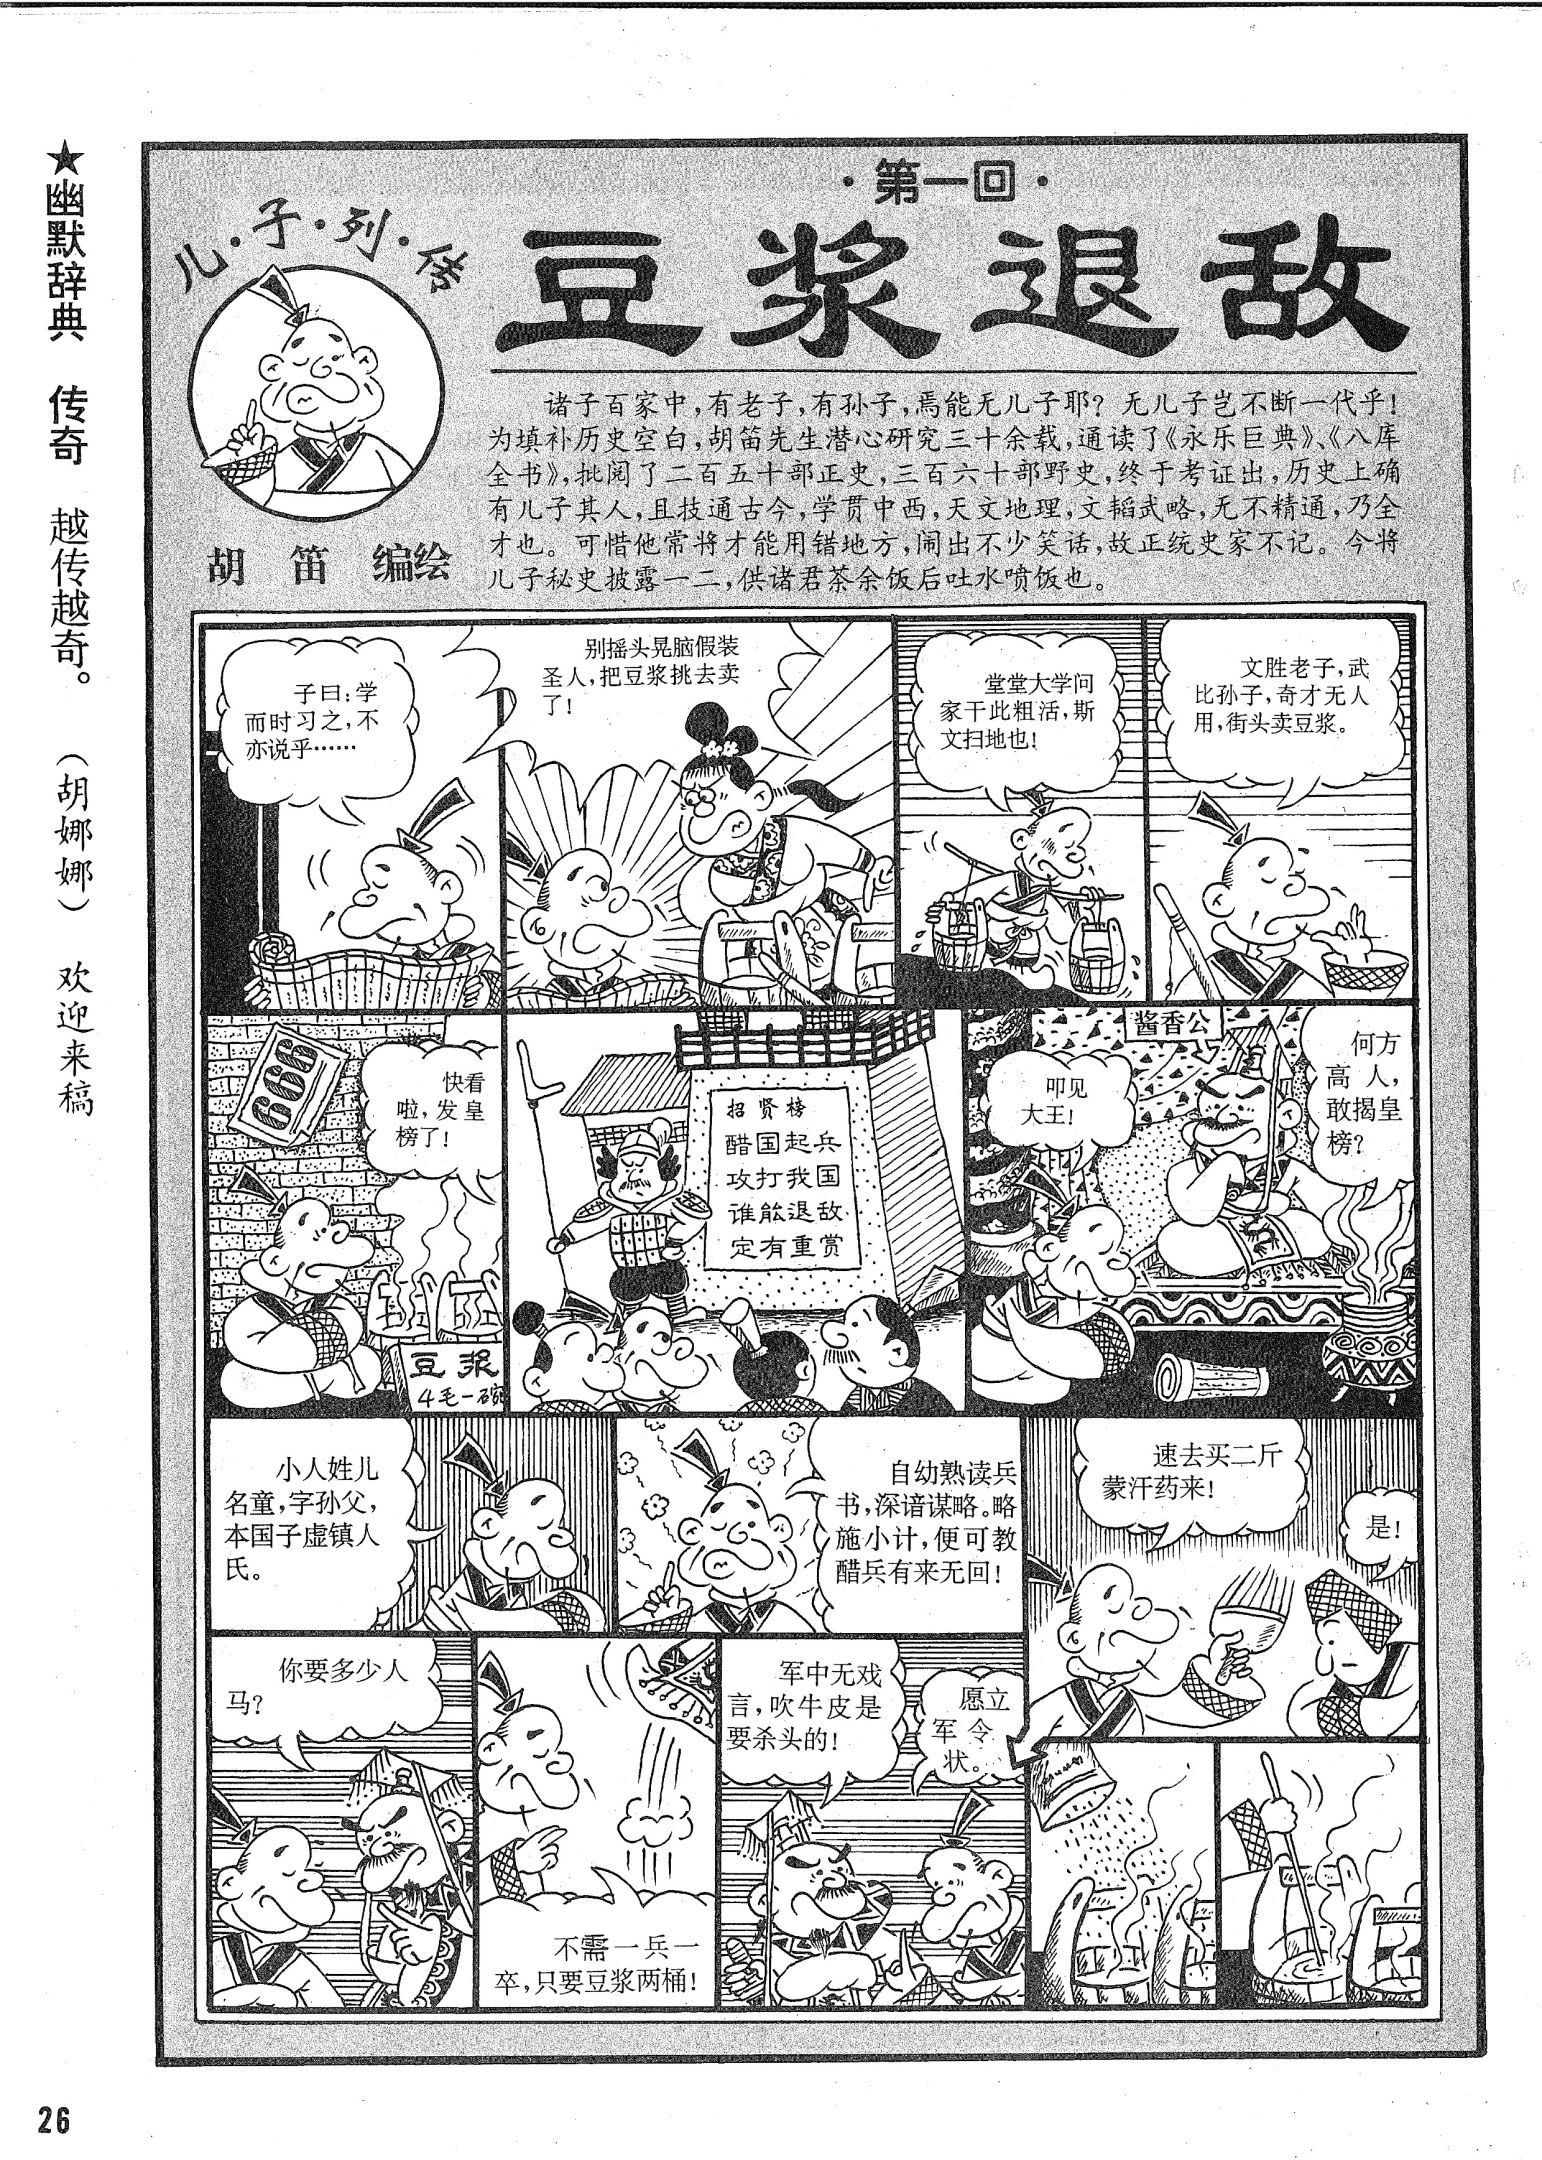 ★幽默辞典 传奇 越传越奇。 （胡娜娜） 欢迎来稿
·第一回·
儿·子·列·传
豆浆退敌
胡笛 编绘
诸子百家中，有老子，有孙子，焉能无儿子耶？无儿子岂不断一代乎！
为填补历史空白，胡笛先生潜心研究三十余载，通读了《永乐巨典》、《八库
全书》，批阅了二百五十部正史，三百六十部野史，终于考证出，历史上确
有儿子其人，且技通古今，学贯中西，天文地理，文韬武略，无不精通，乃全
才也。可惜他常将才能用错地方，闹出不少笑话，故正统史家不记。今将
儿子秘史披露一二，供诸君茶余饭后吐水喷饭也。
子曰：学
而时习之，不
亦说乎……
别摇头晃脑假装
圣人，把豆浆挑去卖
了！
堂堂大学问
家干此粗活，斯
文扫地也！
文胜老子，武
比孙子，奇才无人
用，街头卖豆浆。
666
快看
啦，发皇
榜了！
豆浆
4毛一碗
招贤榜
醋国起兵
攻打我国
谁能退敌
定有重赏
酱香公
叩见
大王！
何方
高人，
敢揭皇
榜？
小人姓儿
名童，字孙父，
本国子虚镇人
氏。
自幼熟读兵
书，深谙谋略。略
施小计，便可教
醋兵有来无回！
你要多少人
马？
不需一兵一
卒，只要豆浆两桶！
军中无戏
言，吹牛皮是
要杀头的！
愿立
军令
状。
速去买二斤
蒙汗药来！
是！
26